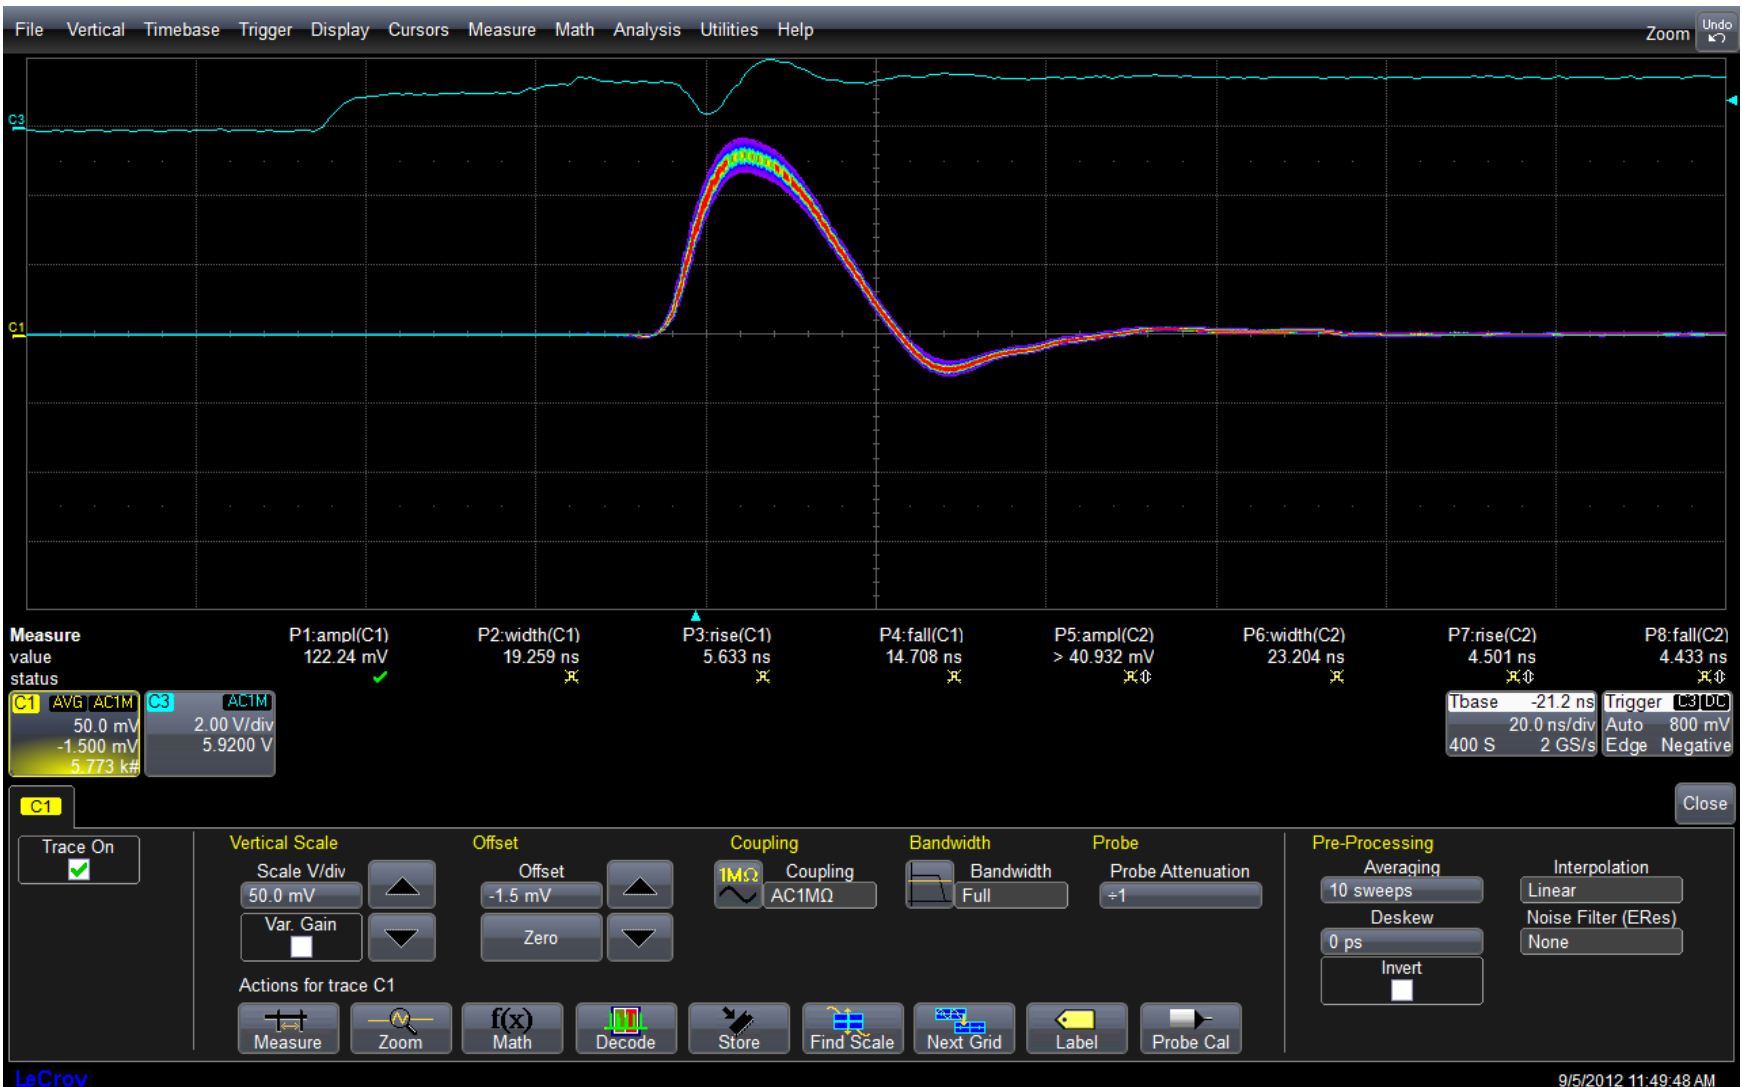 File Vertical Timebase Trigger Display Cursors Measure Math Analysis Utilities Help Zoom Undo
C3
C1
Measure P1:ampl(C1) P2:width(C1) P3:rise(C1) P4:fall(C1) P5:ampl(C2) P6:width(C2) P7:rise(C2) P8:fall(C2)
value 122.24 mV 19.259 ns 5.633 ns 14.708 ns > 40.932 mV 23.204 ns 4.501 ns 4.433 ns
status
C1 AVG AC1M C3 AC1M Tbase -21.2 ns Trigger C3 DC
50.0 mV 2.00 V/div 20.0 ns/div Auto 800 mV
-1.500 mV 5.9200 V 400 S 2 GS/s Edge Negative
5.773 k#
C1 Close
Trace On Vertical Scale Offset Coupling Bandwidth Probe Pre-Processing
Scale V/div Offset 1MΩ Coupling Bandwidth Probe Attenuation Averaging Interpolation
50.0 mV -1.5 mV AC1MΩ Full ÷1 10 sweeps Linear
Var. Gain Zero Deskew Noise Filter (ERes)
0 ps None
Invert
Actions for trace C1
f(x)
Measure Zoom Math Decode Store Find Scale Next Grid Label Probe Cal
LeCroy 9/5/2012 11:49:48 AM